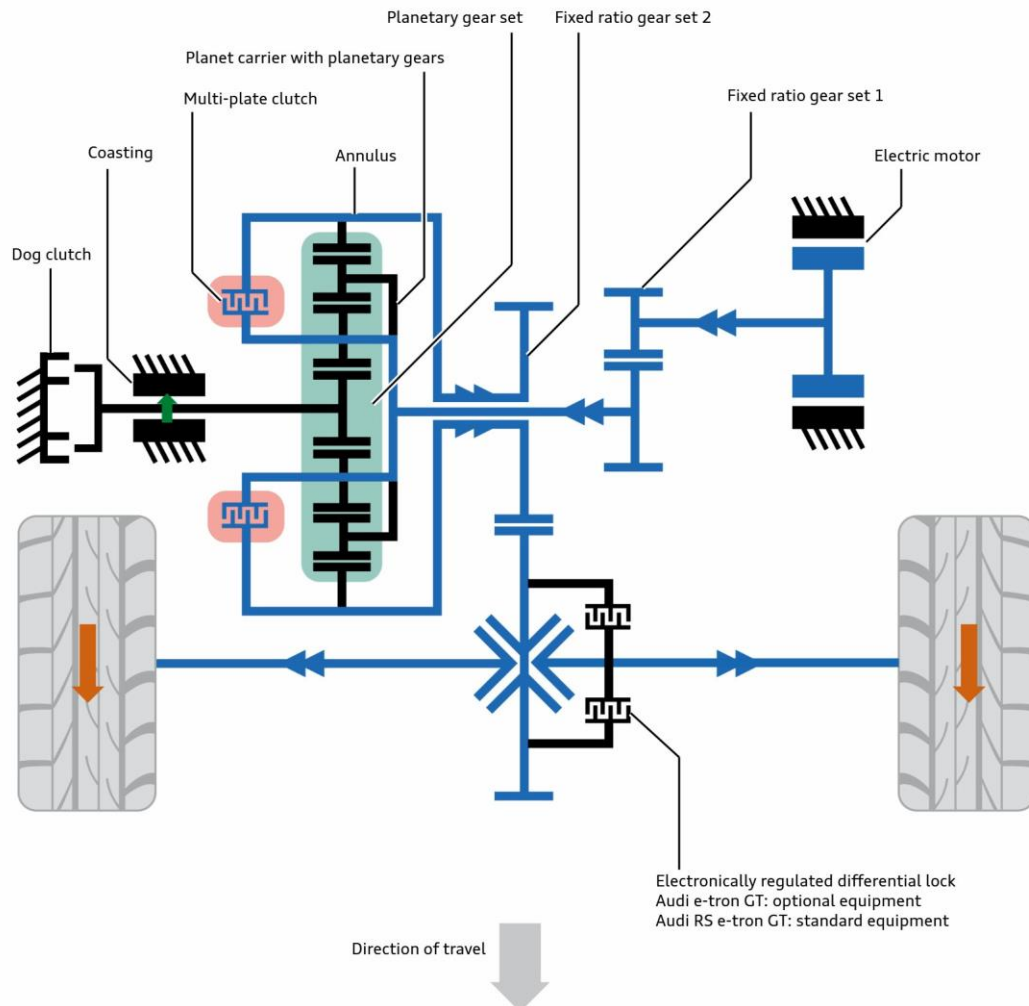 Planetary gear set
Fixed ratio gear set 2
Planet carrier with planetary gears
Multi-plate clutch
Fixed ratio gear set 1
Coasting
Annulus
Electric motor
Dog clutch
Electronically regulated differential lock
Audi e-tron GT: optional equipment
Audi RS e-tron GT: standard equipment
Direction of travel